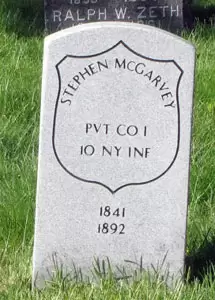 RALPH W. ZETH
STEPHEN MCGARVEY
PVT CO I
10 NY INF
1841
1892